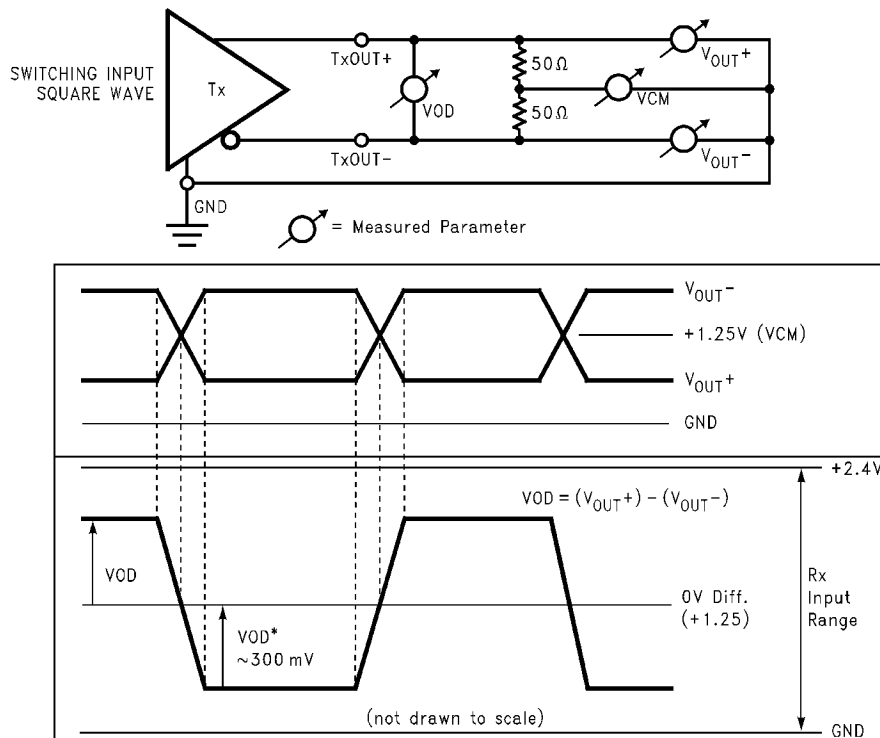 SWITCHING INPUT
SQUARE WAVE
Tx
TxOUT+
TxOUT-
VOD
50Ω
50Ω
VCM
VOUT+
VOUT-
GND
= Measured Parameter
VOUT-
+1.25V (VCM)
VOUT+
GND
+2.4V
VOD = (VOUT+) - (VOUT-)
VOD
VOD*
~300 mV
0V Diff.
(+1.25)
Rx
Input
Range
(not drawn to scale)
GND